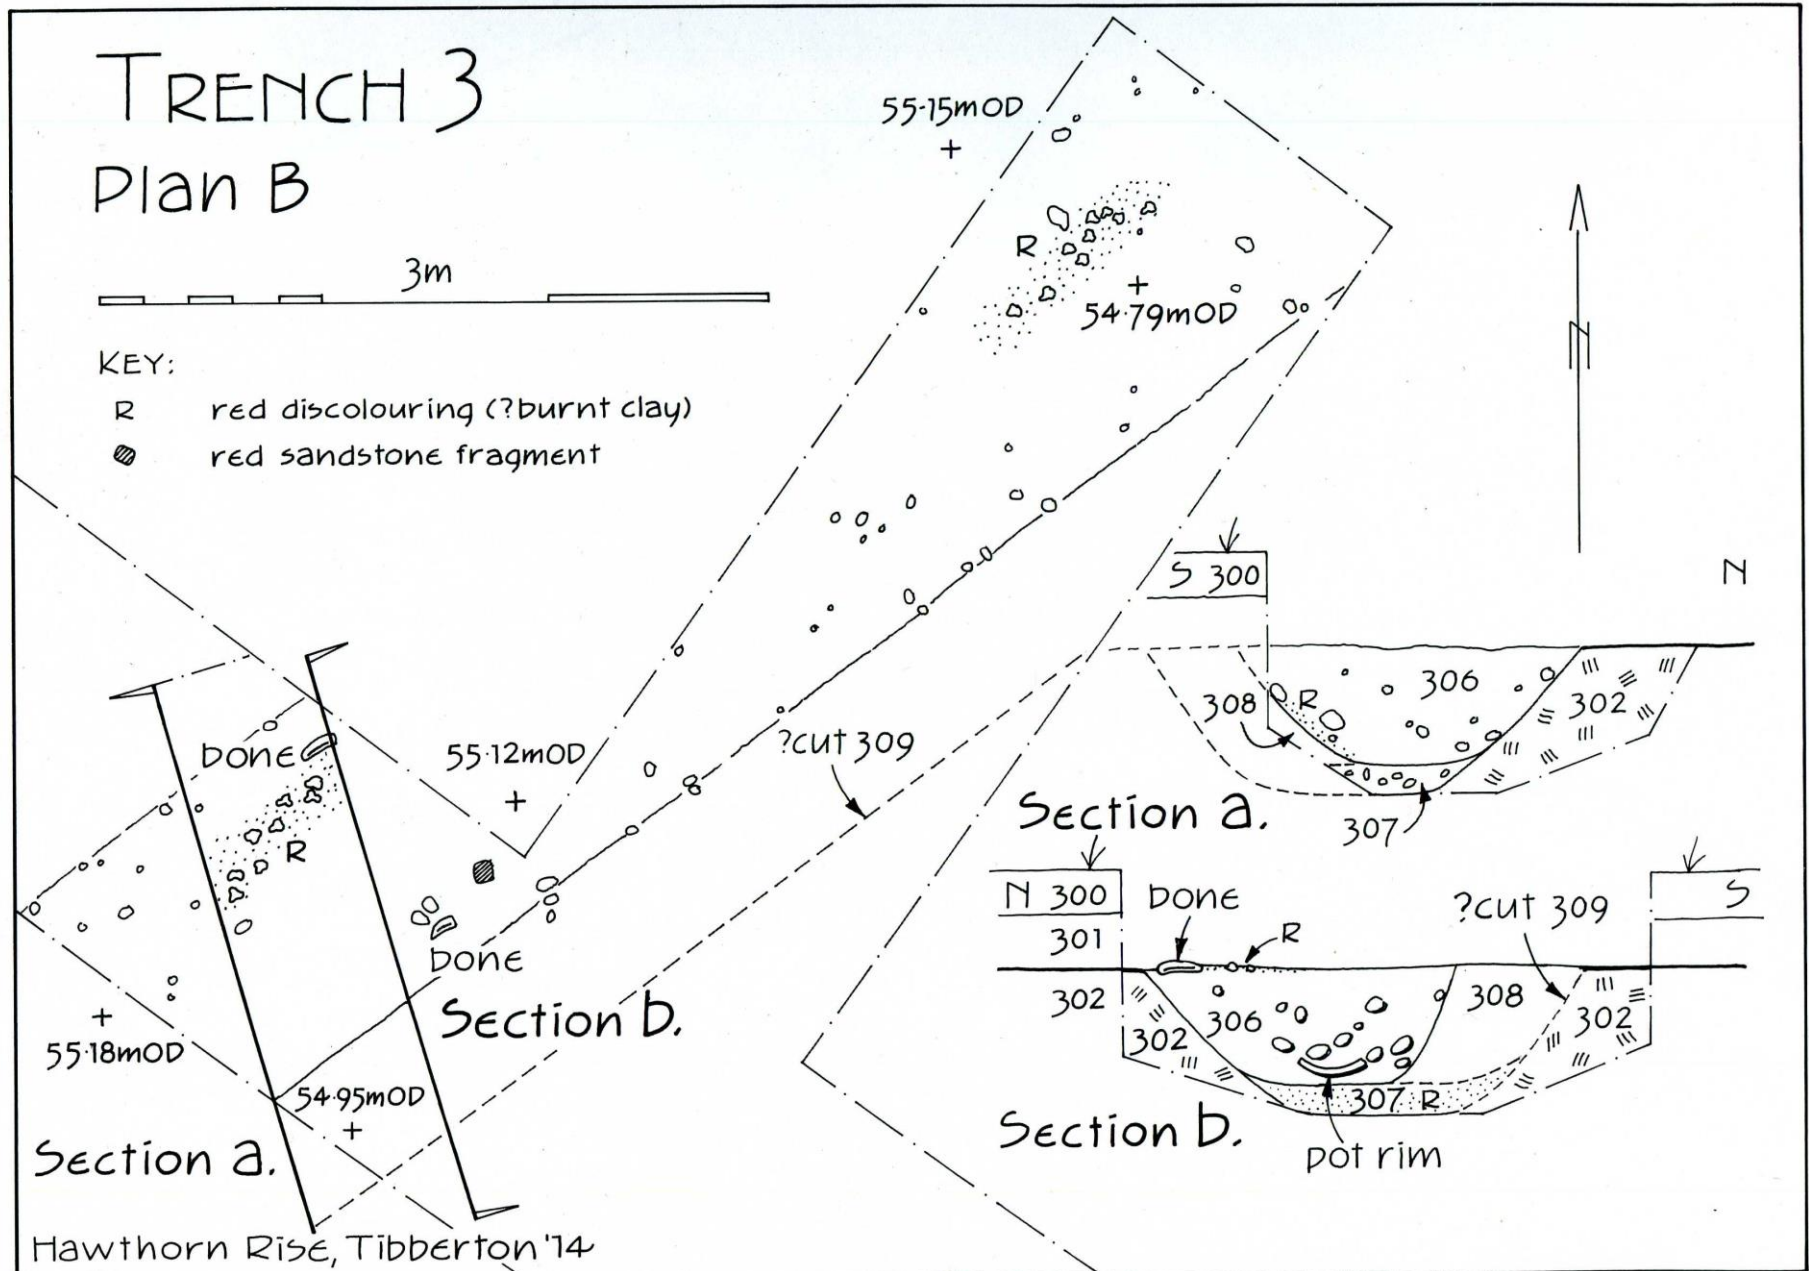 TRENCH 3
Plan B
3m
KEY:
R red discolouring (?burnt clay)
red sandstone fragment
55·15mOD
R
54·79mOD
N
bone
R
55·12mOD
?cut 309
bone
55·18mOD
54·95mOD
Section a.
Section b.
Hawthorn Rise, Tibberton '14
S 300
N
308
R
306
302
307
Section a.
N 300
bone
?cut 309
S
301
R
302
302
306
308
302
307 R
Section b.
pot rim